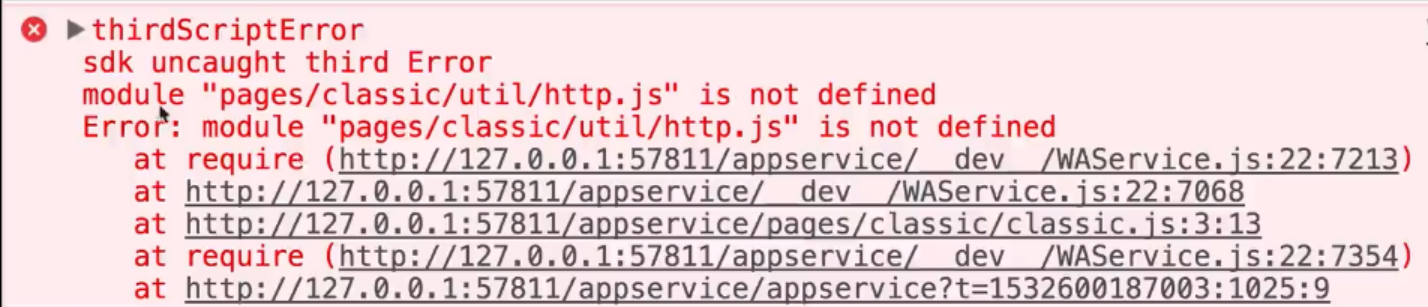 thirdScriptError
sdk uncaught third Error
module "pages/classic/util/http.js" is not defined
Error: module "pages/classic/util/http.js" is not defined
at require (http://127.0.0.1:57811/appservice/__dev__/WAService.js:22:7213)
at http://127.0.0.1:57811/appservice/__dev__/WAService.js:22:7068
at http://127.0.0.1:57811/appservice/pages/classic/classic.js:3:13
at require (http://127.0.0.1:57811/appservice/__dev__/WAService.js:22:7354)
at http://127.0.0.1:57811/appservice/appservice?t=1532600187003:1025:9